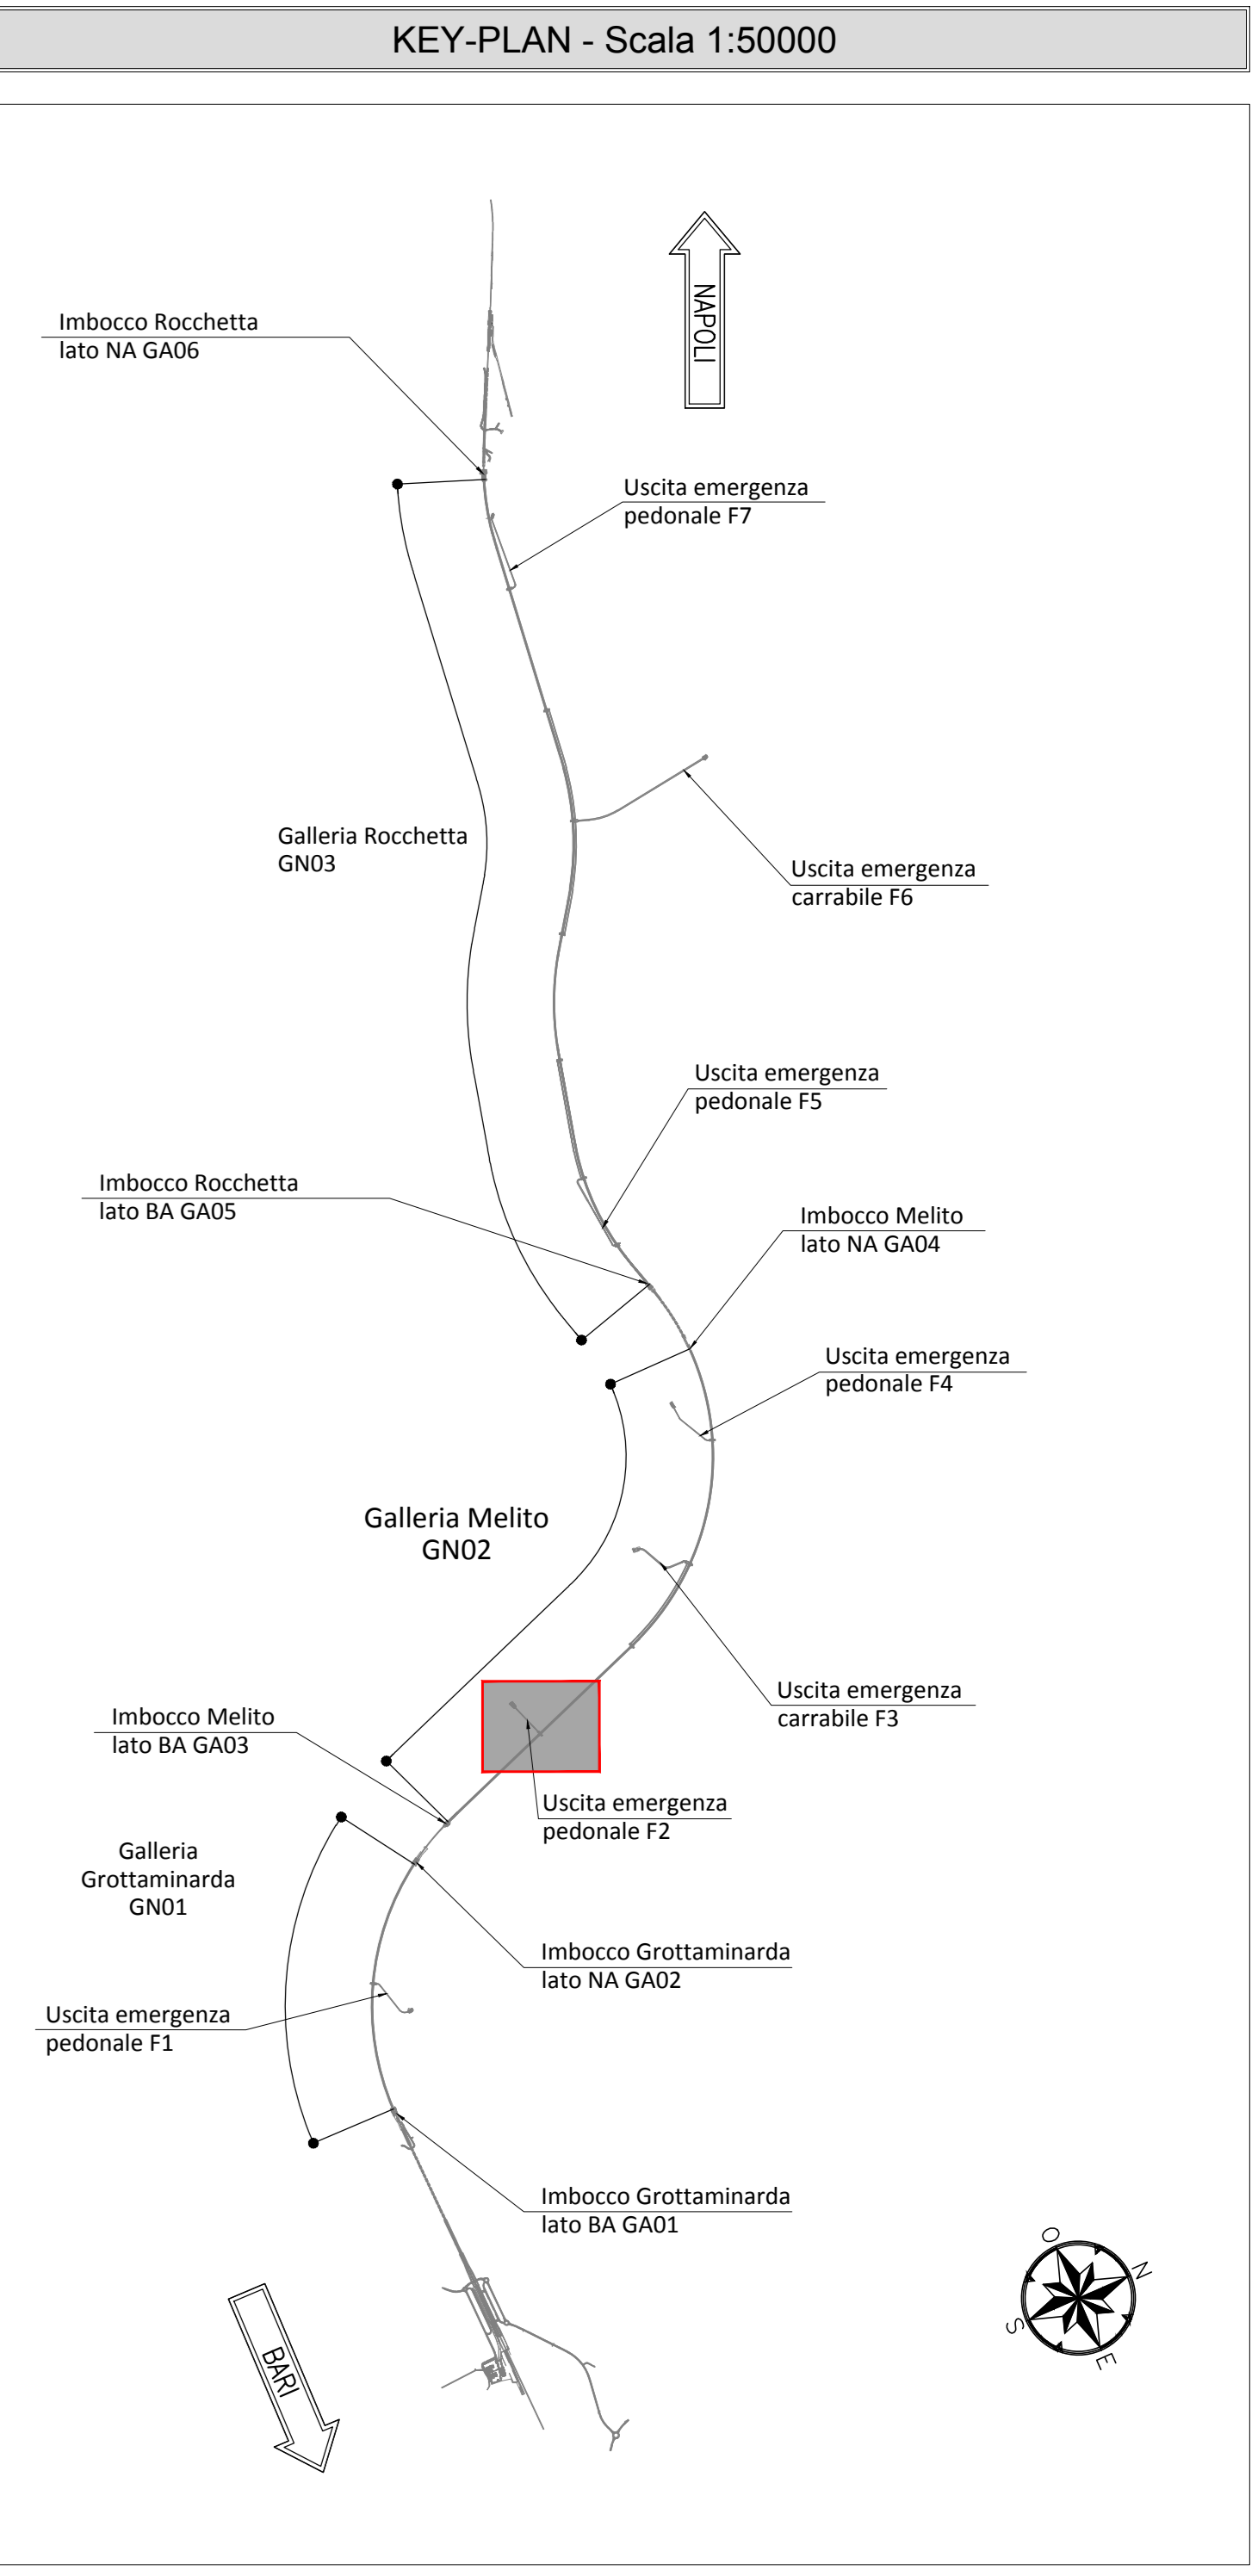 KEY-PLAN - Scala 1:50000
NAPOLI
Imbocco Rocchetta
lato NA GA06
Uscita emergenza
pedonale F7
Galleria Rocchetta
GN03
Uscita emergenza
carrabile F6
Uscita emergenza
pedonale F5
Imbocco Rocchetta
lato BA GA05
Imbocco Melito
lato NA GA04
Uscita emergenza
pedonale F4
Galleria Melito
GN02
Uscita emergenza
carrabile F3
Imbocco Melito
lato BA GA03
Uscita emergenza
pedonale F2
Galleria
Grottaminarda
GN01
Imbocco Grottaminarda
lato NA GA02
Uscita emergenza
pedonale F1
Imbocco Grottaminarda
lato BA GA01
O
N
S
E
BARI